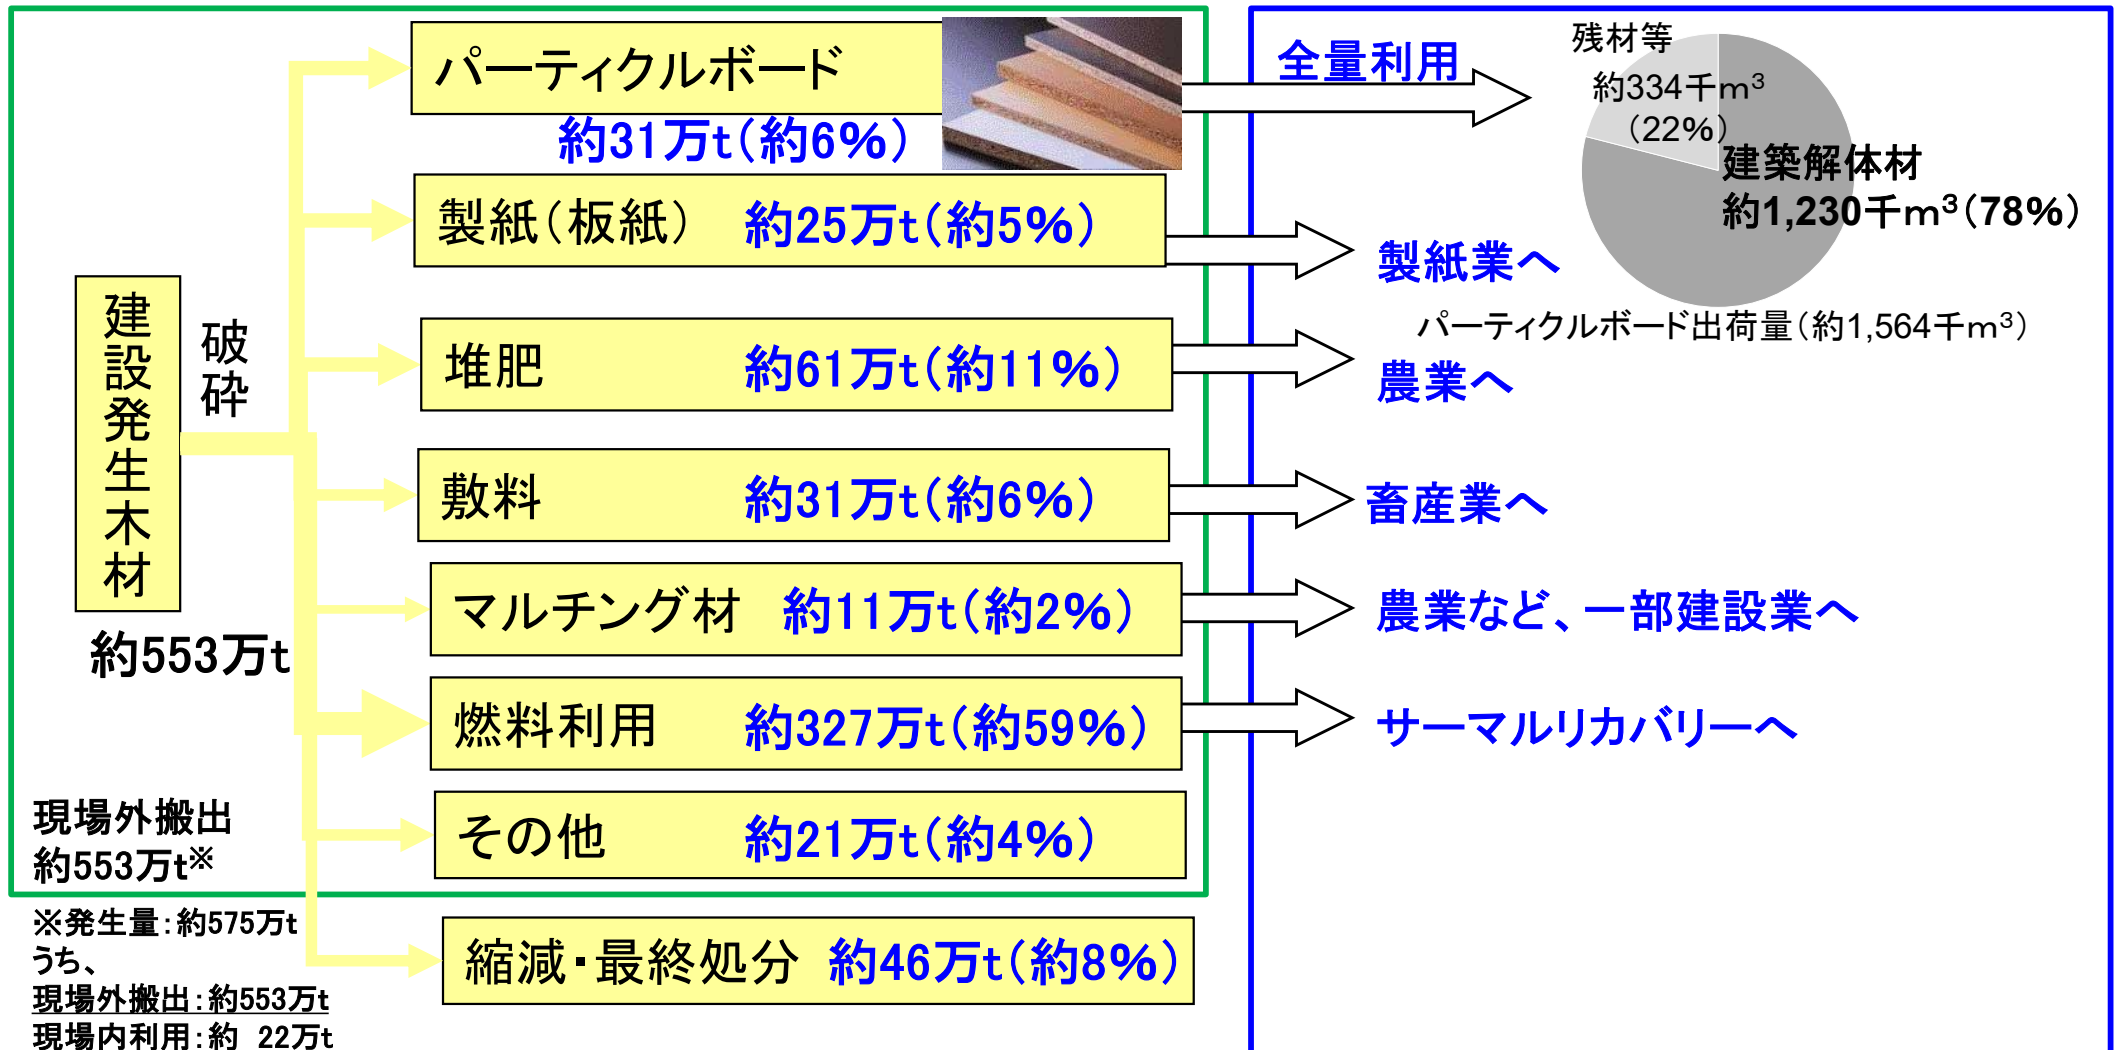 パーティクルボード
約31万t(約6%)
製紙(板紙) 約25万t(約5%)
堆肥 約61万t(約11%)
敷料 約31万t(約6%)
マルチング材 約11万t(約2%)
燃料利用 約327万t(約59%)
その他 約21万t(約4%)
縮減・最終処分 約46万t(約8%)
建設発生木材
破砕
約553万t
現場外搬出
約553万t※
※発生量:約575万t
うち、
現場外搬出:約553万t
現場内利用:約 22万t
全量利用
残材等
約334千m³
(22%)
建築解体材
約1,230千m³(78%)
パーティクルボード出荷量(約1,564千m³)
製紙業へ
農業へ
畜産業へ
農業など、一部建設業へ
サーマルリカバリーへ